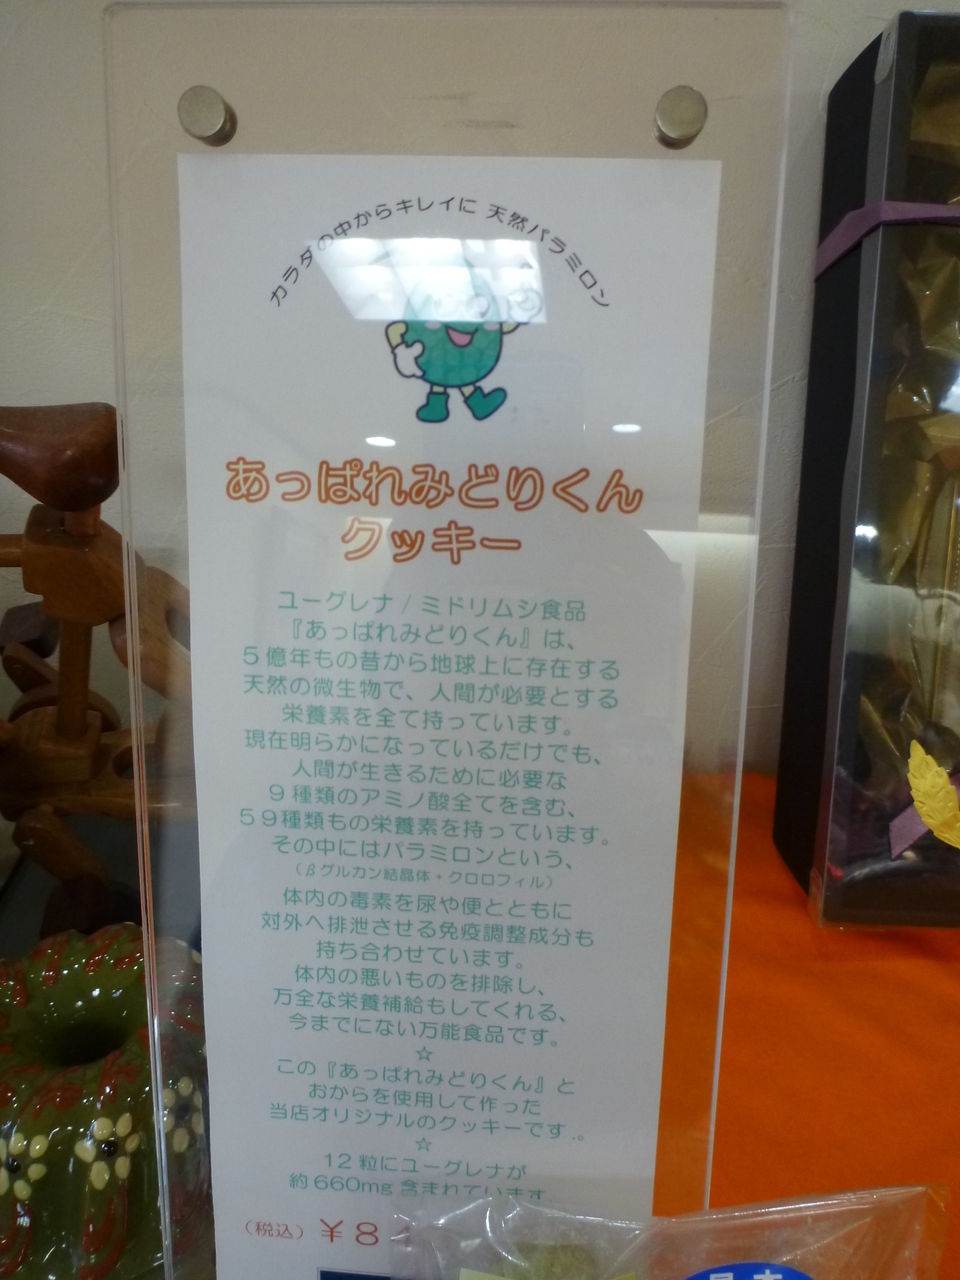 カラダの中からキレイに 天然パラミロン
あっぱれみどりくん
クッキー
ユーグレナ / ミドリムシ食品
『あっぱれみどりくん』は、
5億年もの昔から地球上に存在する
天然の微生物で、人間が必要とする
栄養素を全て持っています。
現在明らかになっているだけでも、
人間が生きるために必要な
9種類のアミノ酸全てを含む、
59種類もの栄養素を持っています。
その中にはパラミロンという、
（βグルカン結晶体+クロロフィル）
体内の毒素を尿や便とともに
対外へ排泄させる免疫調整成分も
持ち合わせています。
体内の悪いものを排除し、
万全な栄養補給もしてくれる、
今までにない万能食品です。
☆
この『あっぱれみどりくん』と
おからを使用して作った
当店オリジナルのクッキーです.。
☆
12粒にユーグレナが
約660mg含まれています
（税込）￥8